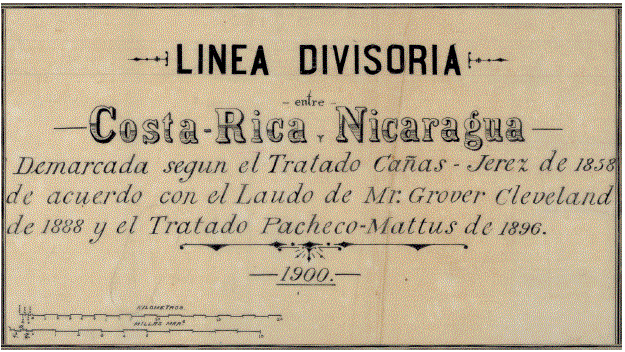 LINEA DIVISORIA
- entre -
Costa-Rica Y Nicaragua
Demarcada segun el Tratado Cañas - Jerez de 1858
de acuerdo con el Laudo de Mr. Grover Cleveland
de 1888 y el Tratado Pacheco-Mattus de 1896.
1900.
KILOMETROS
MILLAS MARS